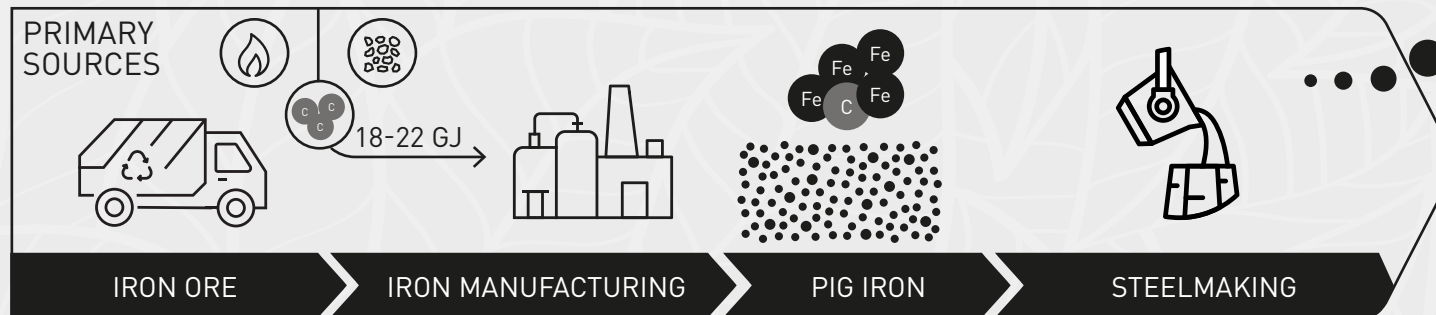 PRIMARY
SOURCES
C C
C
18-22 GJ
Fe
Fe
Fe
C
Fe
IRON ORE
IRON MANUFACTURING
PIG IRON
STEELMAKING